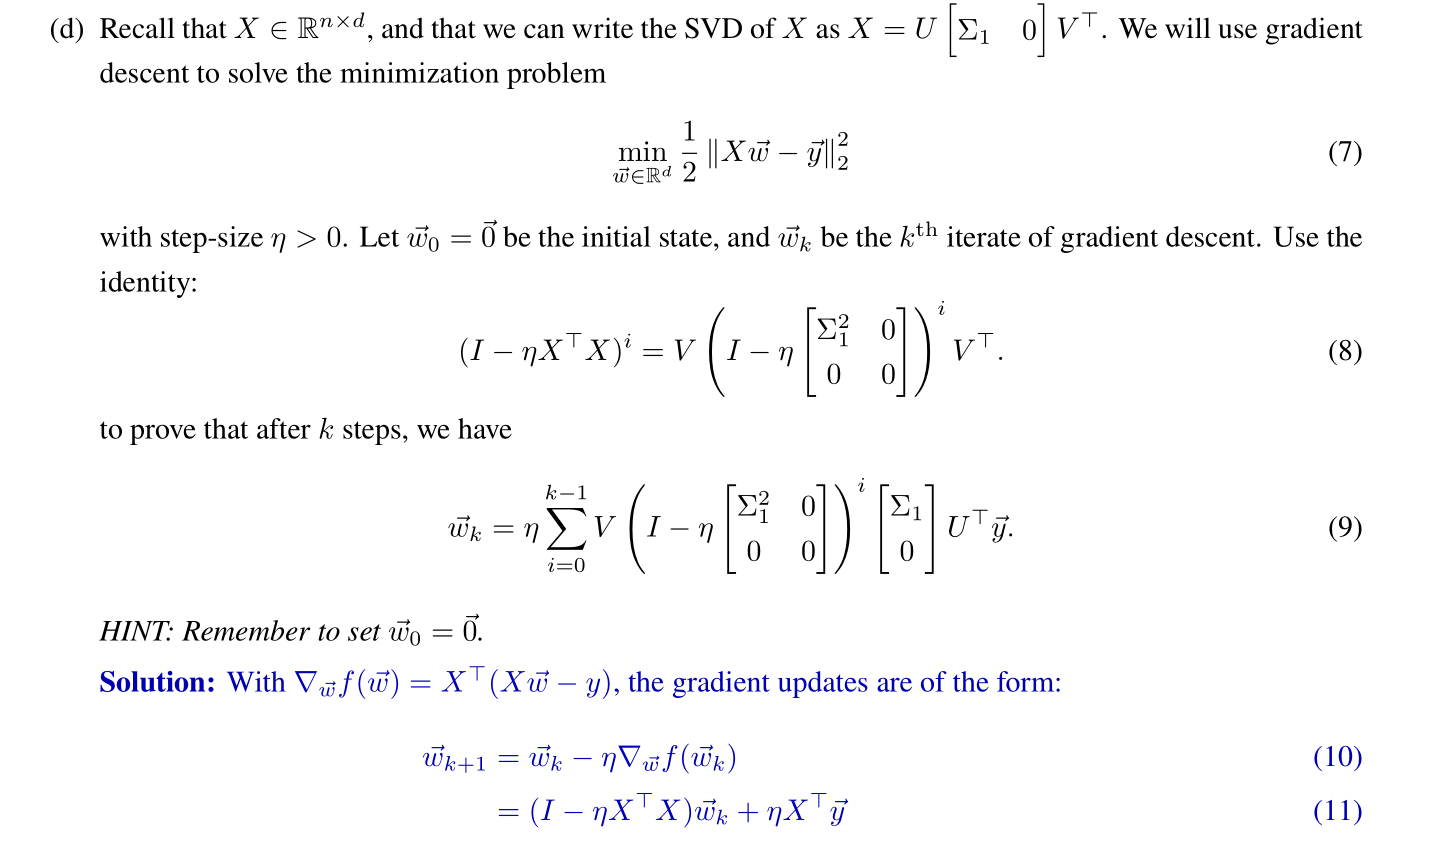 (d) Recall that $X \in \mathbb{R}^{n \times d}$, and that we can write the SVD of $X$ as $X = U \begin{bmatrix} \Sigma_1 & 0 \end{bmatrix} V^\top$. We will use gradient
descent to solve the minimization problem
$$\min_{\vec{w} \in \mathbb{R}^d} \frac{1}{2} \|X\vec{w} - \vec{y}\|_2^2 \quad (7)$$
with step-size $\eta > 0$. Let $\vec{w}_0 = \vec{0}$ be the initial state, and $\vec{w}_k$ be the $k^{\text{th}}$ iterate of gradient descent. Use the
identity:
$$(I - \eta X^\top X)^i = V \left( I - \eta \begin{bmatrix} \Sigma_1^2 & 0 \\ 0 & 0 \end{bmatrix} \right)^i V^\top. \quad (8)$$
to prove that after $k$ steps, we have
$$\vec{w}_k = \eta \sum_{i=0}^{k-1} V \left( I - \eta \begin{bmatrix} \Sigma_1^2 & 0 \\ 0 & 0 \end{bmatrix} \right)^i \begin{bmatrix} \Sigma_1 \\ 0 \end{bmatrix} U^\top \vec{y}. \quad (9)$$
HINT: Remember to set $\vec{w}_0 = \vec{0}$.
Solution: With $\nabla_{\vec{w}} f(\vec{w}) = X^\top (X\vec{w} - y)$, the gradient updates are of the form:
$$\vec{w}_{k+1} = \vec{w}_k - \eta \nabla_{\vec{w}} f(\vec{w}_k) \quad (10)$$
$$= (I - \eta X^\top X)\vec{w}_k + \eta X^\top \vec{y} \quad (11)$$